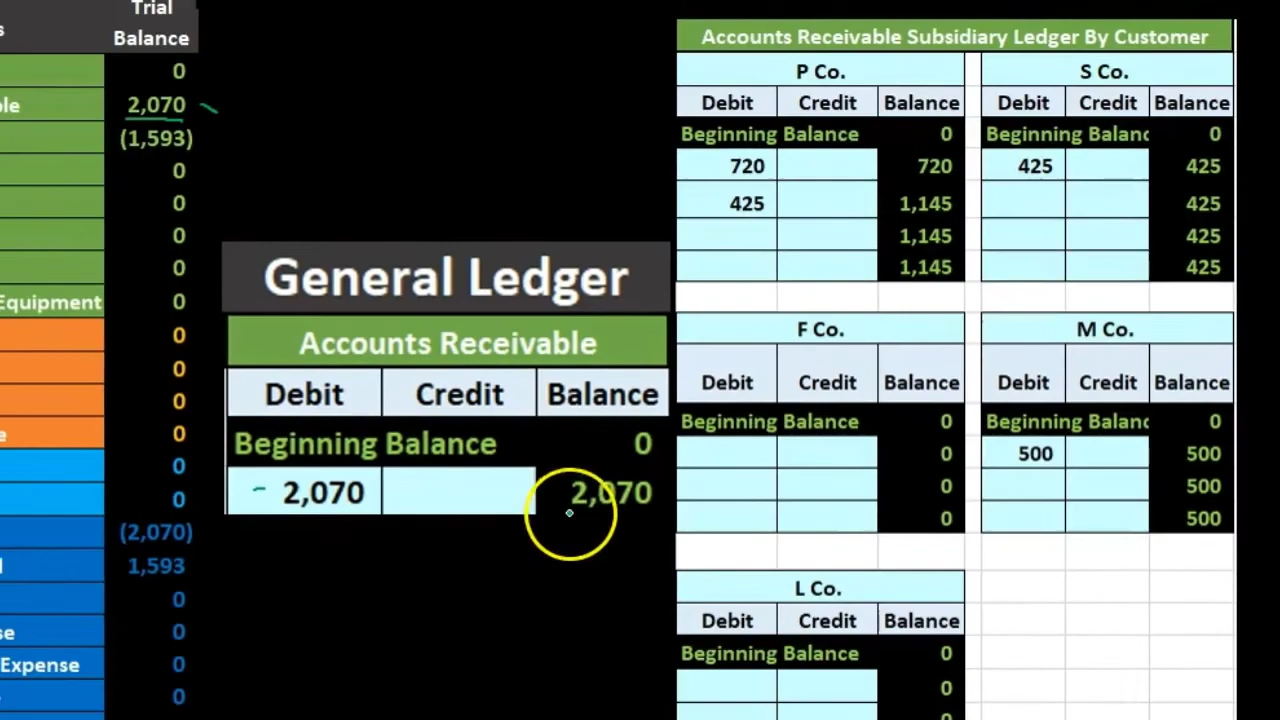 Trial
s
Balance
0
ple 2,070
(1,593)
0
0
0
0
Equipment 0
0
0
0
e 0
0
0
(2,070)
l 1,593
0
se 0
Expense 0
0
General Ledger
Accounts Receivable
Debit Credit Balance
Beginning Balance 0
2,070 2,070
Accounts Receivable Subsidiary Ledger By Customer
P Co.
Debit Credit Balance
Beginning Balance 0
720 720
425 1,145
1,145
1,145
S Co.
Debit Credit Balance
Beginning Balanc 0
425 425
425
425
425
F Co.
Debit Credit Balance
Beginning Balance 0
0
0
0
M Co.
Debit Credit Balance
Beginning Balanc 0
500 500
500
500
L Co.
Debit Credit Balance
Beginning Balance 0
0